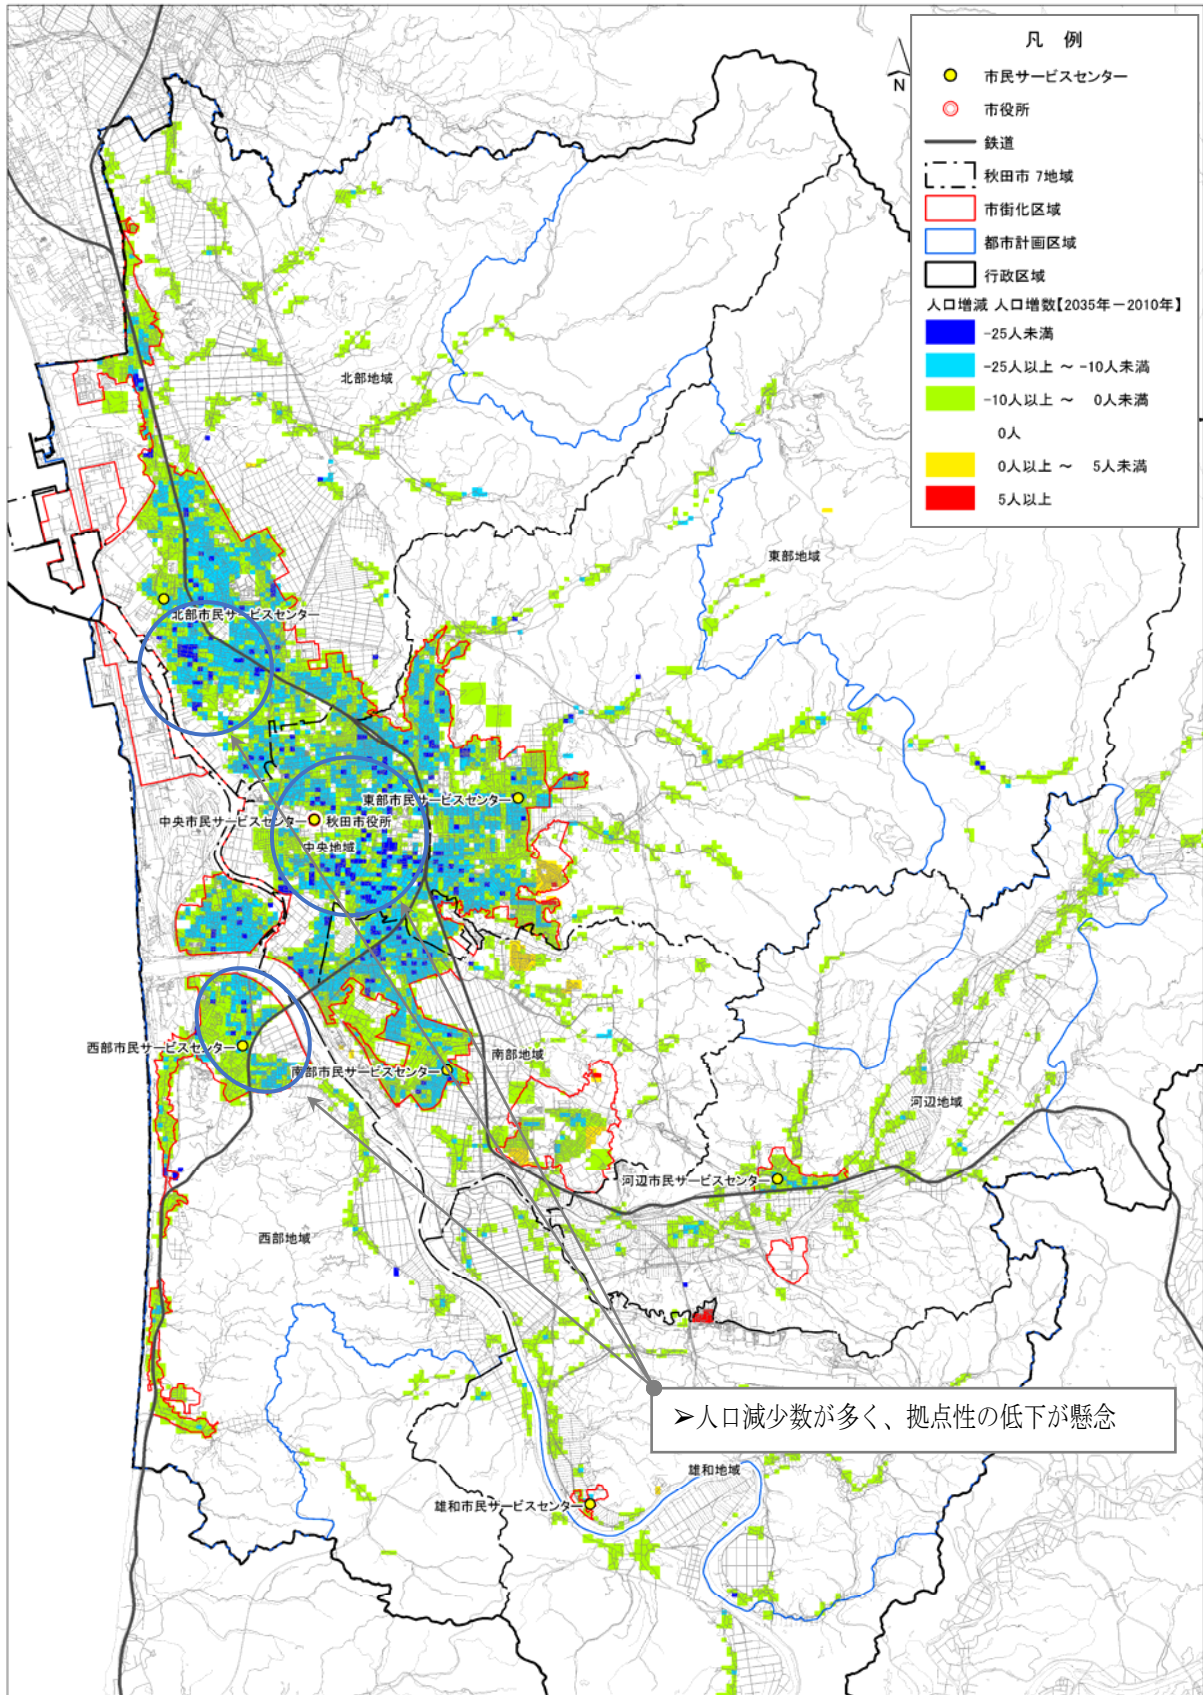 凡 例
市民サービスセンター
市役所
鉄道
秋田市 7地域
市街化区域
都市計画区域
行政区域
人口増減 人口増数【2035年－2010年】
-25人未満
-25人以上 ～ -10人未満
-10人以上 ～ 0人未満
0人
0人以上 ～ 5人未満
5人以上
N
北部地域
東部地域
北部市民サービスセンター
東部市民サービスセンター
中央市民サービスセンター
秋田市役所
中央地域
西部市民サービスセンター
南部地域
南部市民サービスセンター
河辺地域
河辺市民サービスセンター
西部地域
➢人口減少数が多く、拠点性の低下が懸念
雄和地域
雄和市民サービスセンター